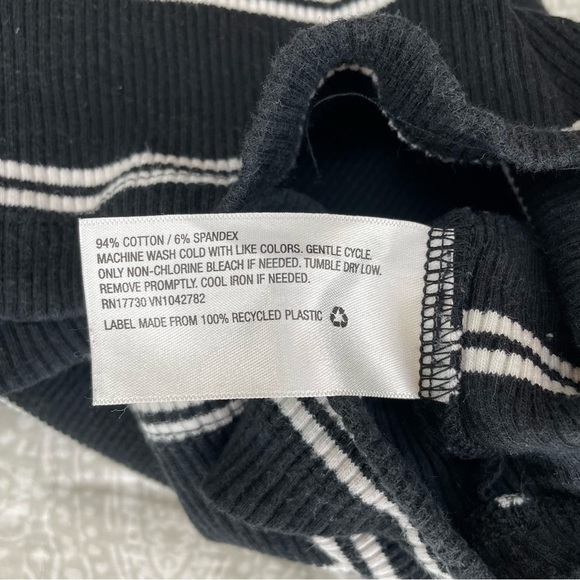 94% COTTON / 6% SPANDEX
MACHINE WASH COLD WITH LIKE COLORS. GENTLE CYCLE.
ONLY NON-CHLORINE BLEACH IF NEEDED. TUMBLE DRY LOW.
REMOVE PROMPTLY. COOL IRON IF NEEDED.
RN17730 VN1042782
LABEL MADE FROM 100% RECYCLED PLASTIC